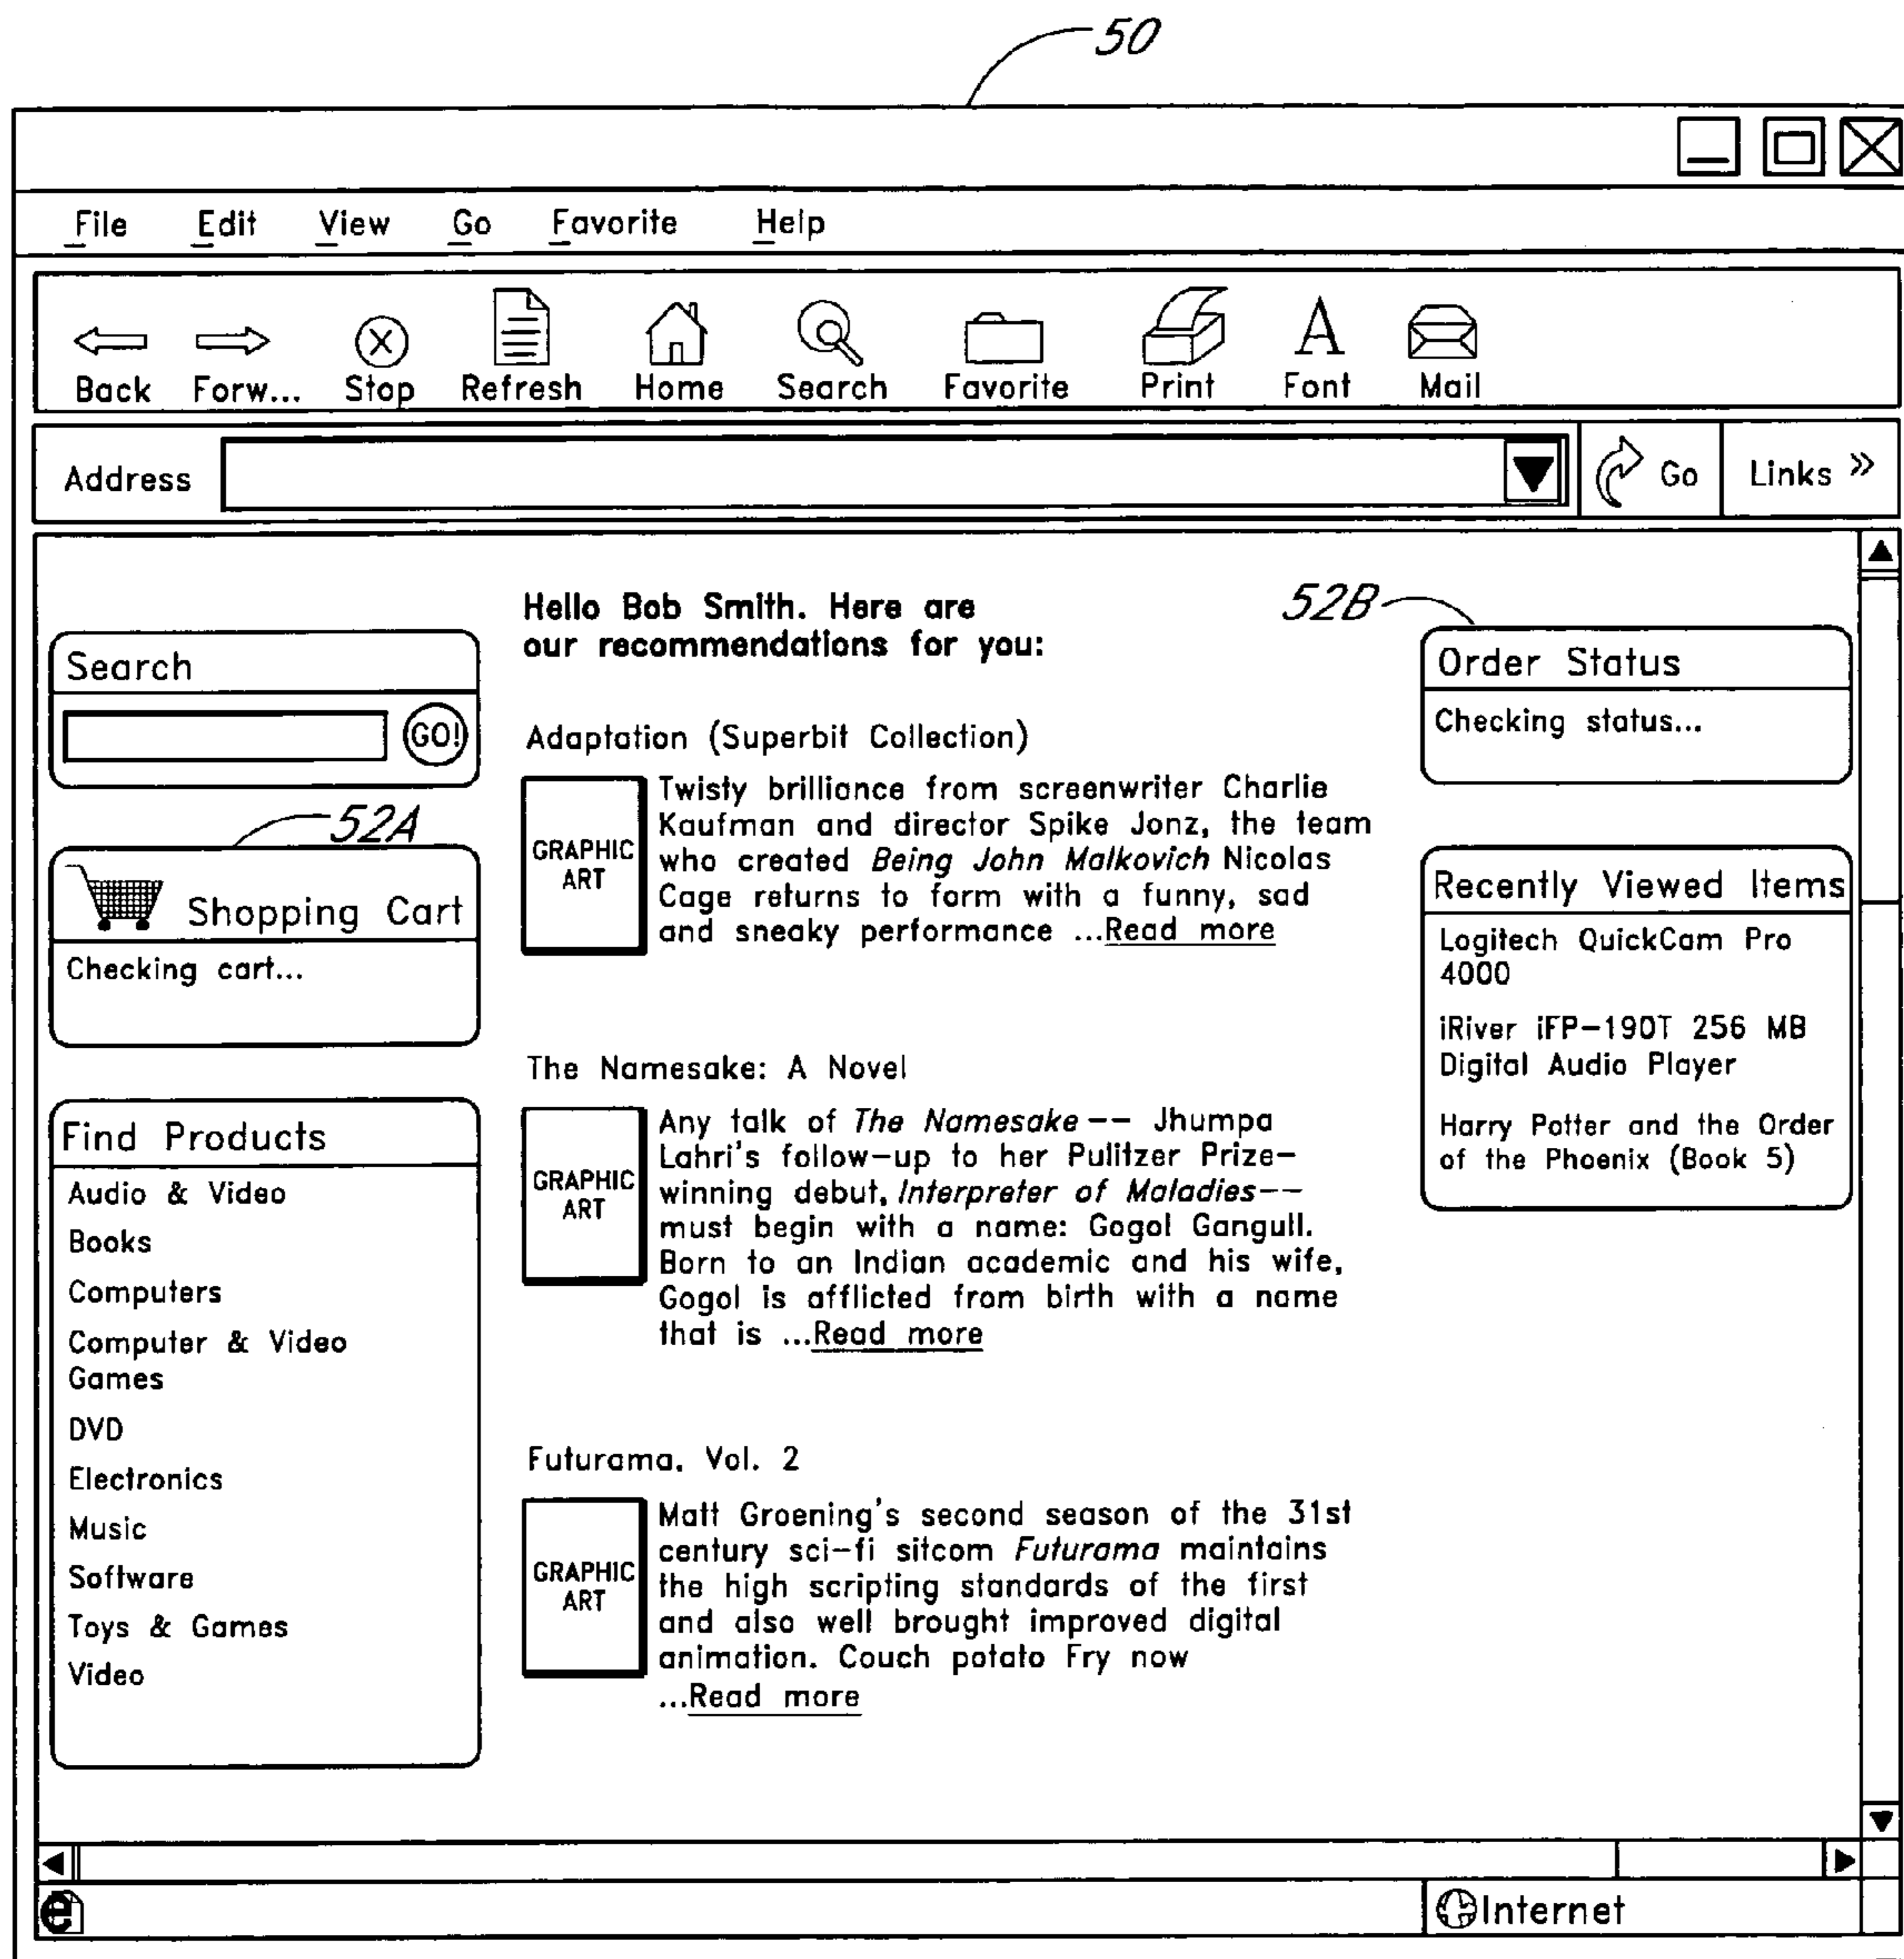 50
File Edit View Go Favorite Help
Back Forw... Stop Refresh Home Search Favorite Print Font Mail
Address Go Links »
Hello Bob Smith. Here are
our recommendations for you:
Search
GO!
52A
Shopping Cart
Checking cart...
Find Products
Audio & Video
Books
Computers
Computer & Video
Games
DVD
Electronics
Music
Software
Toys & Games
Video
Adaptation (Superbit Collection)
GRAPHIC
ART
Twisty brilliance from screenwriter Charlie
Kaufman and director Spike Jonz, the team
who created Being John Malkovich Nicolas
Cage returns to form with a funny, sad
and sneaky performance ...Read more
The Namesake: A Novel
GRAPHIC
ART
Any talk of The Namesake -- Jhumpa
Lahri's follow-up to her Pulitzer Prize-
winning debut, Interpreter of Maladies--
must begin with a name: Gogol Gangull.
Born to an Indian academic and his wife,
Gogol is afflicted from birth with a name
that is ...Read more
Futurama, Vol. 2
GRAPHIC
ART
Matt Groening's second season of the 31st
century sci-fi sitcom Futurama maintains
the high scripting standards of the first
and also well brought improved digital
animation. Couch potato Fry now
...Read more
52B
Order Status
Checking status...
Recently Viewed Items
Logitech QuickCam Pro
4000
iRiver iFP-190T 256 MB
Digital Audio Player
Harry Potter and the Order
of the Phoenix (Book 5)
Internet